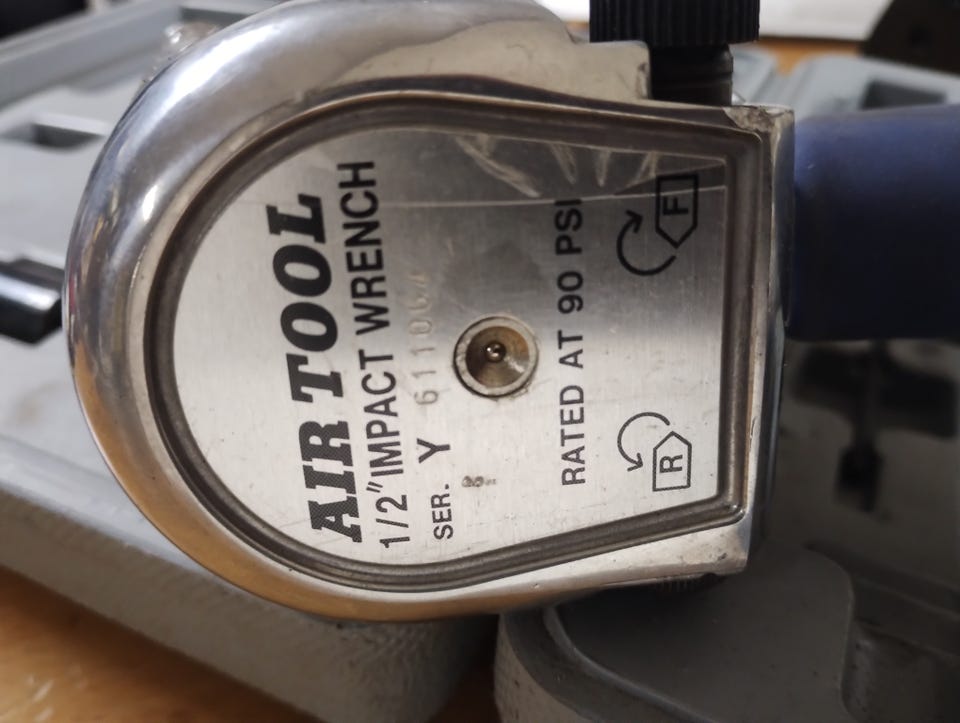 AIR TOOL
1/2" IMPACT WRENCH
SER. Y
RATED AT 90 PSI
R F